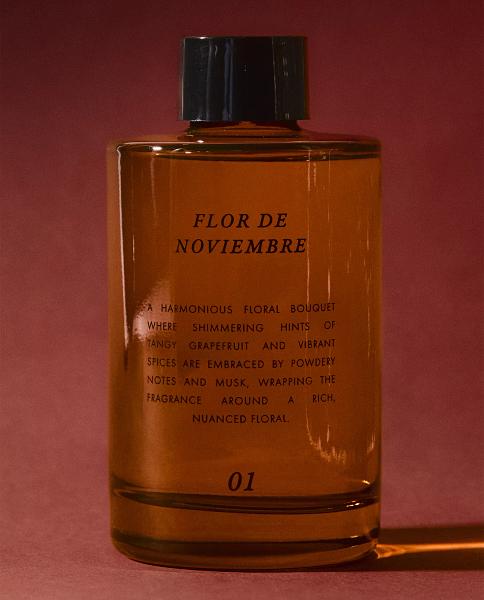 FLOR DE
NOVIEMBRE
A HARMONIOUS FLORAL BOUQUET
WHERE SHIMMERING HINTS OF
TANGY GRAPEFRUIT AND VIBRANT
SPICES ARE EMBRACED BY POWDERY
NOTES AND MUSK, WRAPPING THE
FRAGRANCE AROUND A RICH,
NUANCED FLORAL.
01